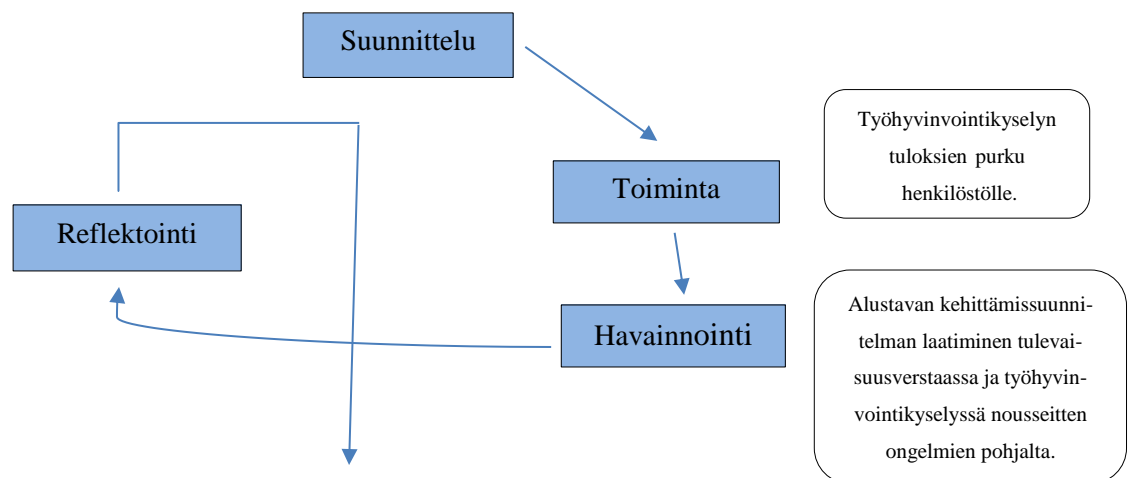 Suunnittelu
Työhyvinvointikyselyn
tuloksien purku
henkilöstölle.
Toiminta
Reflektointi
Havainnointi
Alustavan kehittämissuunni-
telman laatiminen tulevai-
suusverstaassa ja työhyvin-
vointikyselyssä nousseitten
ongelmien pohjalta.